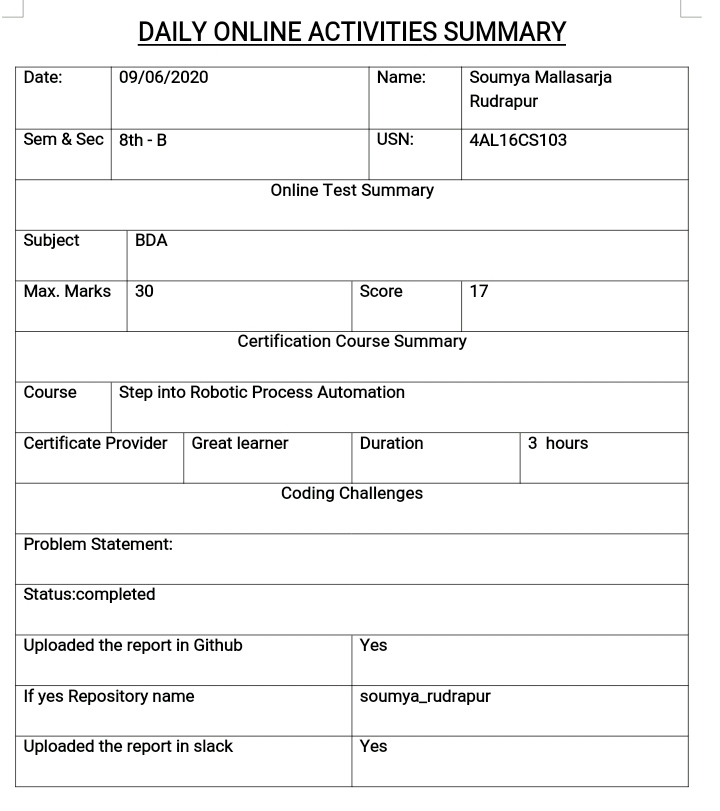 DAILY ONLINE ACTIVITIES SUMMARY
Date: 09/06/2020 Name: Soumya Mallasarja
Rudrapur
Sem & Sec 8th - B USN: 4AL16CS103
Online Test Summary
Subject BDA
Max. Marks 30 Score 17
Certification Course Summary
Course Step into Robotic Process Automation
Certificate Provider Great learner Duration 3 hours
Coding Challenges
Problem Statement:
Status:completed
Uploaded the report in Github Yes
If yes Repository name soumya_rudrapur
Uploaded the report in slack Yes